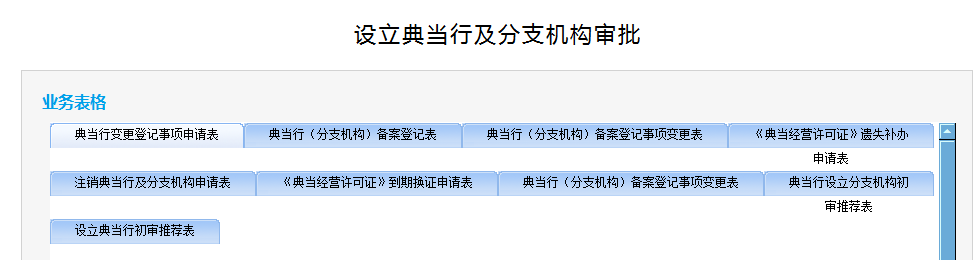 设立典当行及分支机构审批
业务表格
典当行变更登记事项申请表
典当行（分支机构）备案登记表
典当行（分支机构）备案登记事项变更表
《典当经营许可证》遗失补办
申请表
注销典当行及分支机构申请表
《典当经营许可证》到期换证申请表
典当行（分支机构）备案登记事项变更表
典当行设立分支机构初
审推荐表
设立典当行初审推荐表